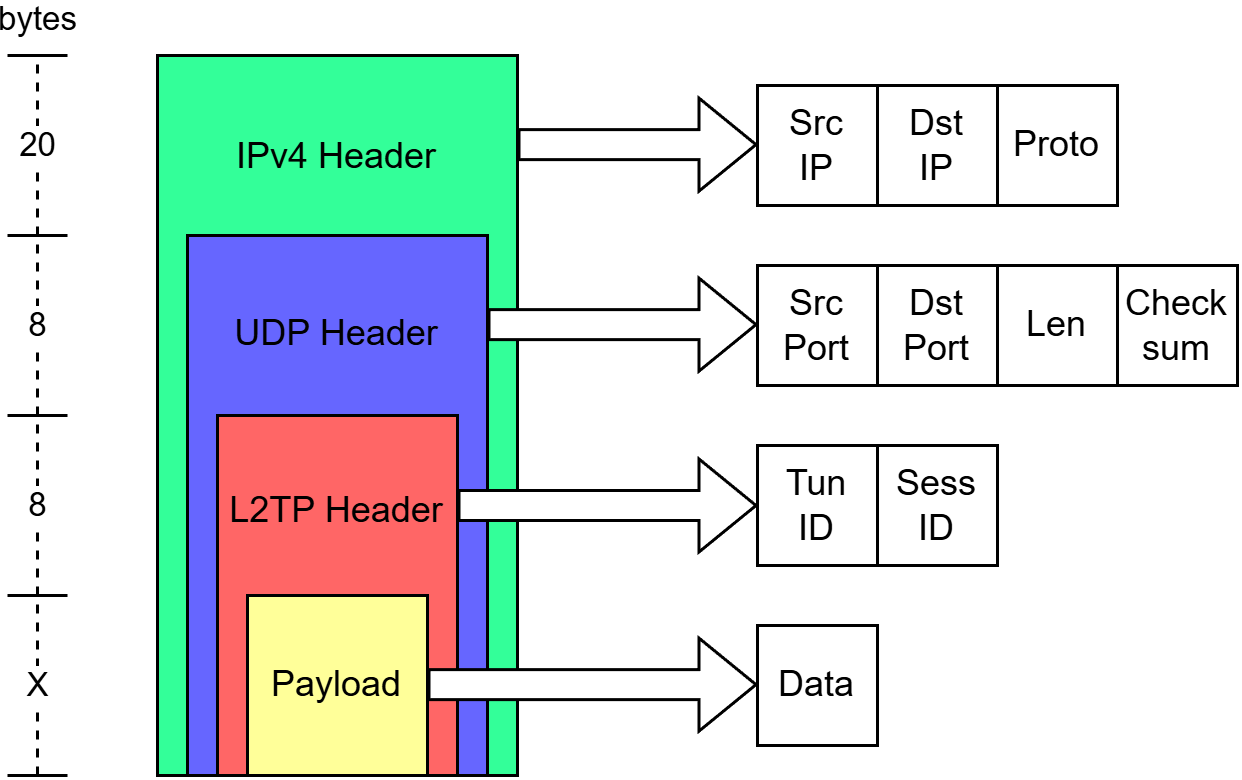 bytes
20
IPv4 Header
Src
IP
Dst
IP
Proto
8
UDP Header
Src
Port
Dst
Port
Len
Check
sum
8
L2TP Header
Tun
ID
Sess
ID
X
Payload
Data